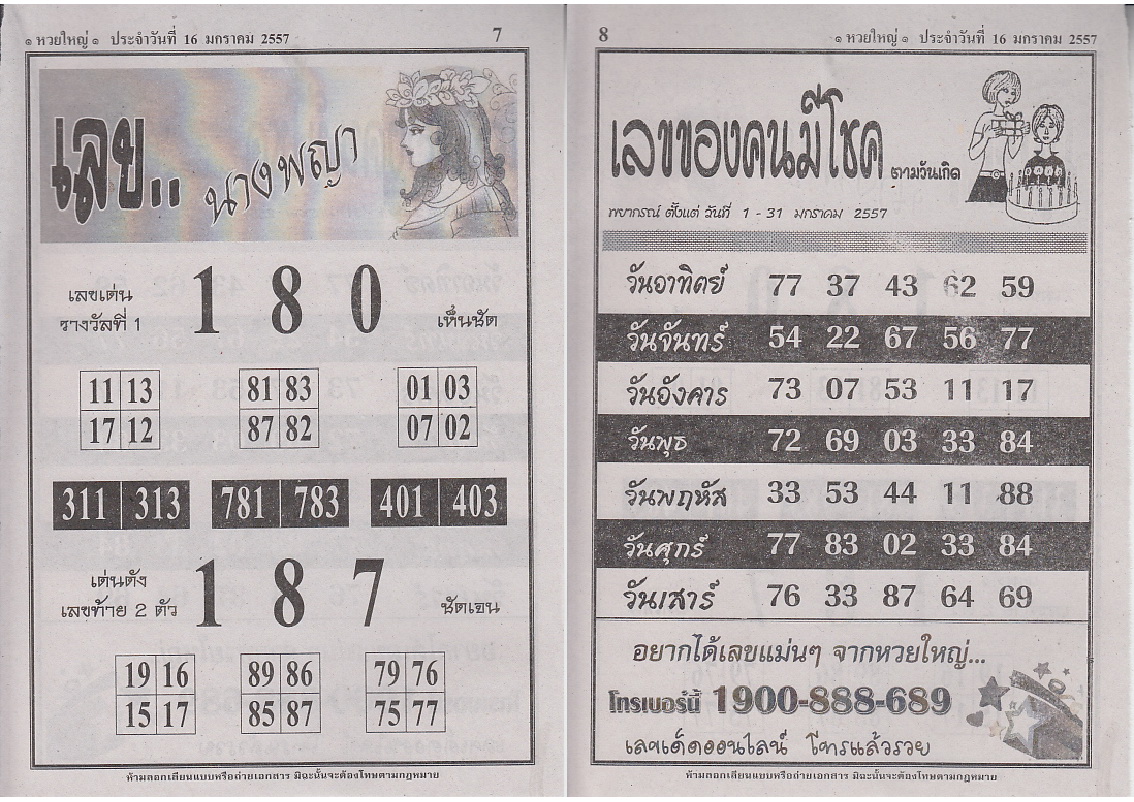 ๑ หวยใหญ่ ๑ ประจำวันที่ 16 มกราคม 2557 7
เลข.. นางพญา
เลขเด่น
รางวัลที่ 1
1 8 0
เห็นชัด
11 13 81 83 01 03
17 12 87 82 07 02
311 313 781 783 401 403
เด่นดัง
เลขท้าย 2 ตัว
1 8 7
ชัดเจน
19 16 89 86 79 76
15 17 85 87 75 77
ห้ามลอกเลียนแบบหรือถ่ายเอกสาร มิฉะนั้นจะต้องโทษตามกฎหมาย
8 ๑ หวยใหญ่ ๑ ประจำวันที่ 16 มกราคม 2557
เลขของคนมีโชค ตามวันเกิด
พยากรณ์ ตั้งแต่ วันที่ 1 - 31 มกราคม 2557
วันอาทิตย์ 77 37 43 62 59
วันจันทร์ 54 22 67 56 77
วันอังคาร 73 07 53 11 17
วันพุธ 72 69 03 33 84
วันพฤหัส 33 53 44 11 88
วันศุกร์ 77 83 02 33 84
วันเสาร์ 76 33 87 64 69
อยากได้เลขแม่นๆ จากหวยใหญ่...
โทรเบอร์นี้ 1900-888-689
เลขเด็ดออนไลน์ โทรแล้วรวย
ห้ามลอกเลียนแบบหรือถ่ายเอกสาร มิฉะนั้นจะต้องโทษตามกฎหมาย